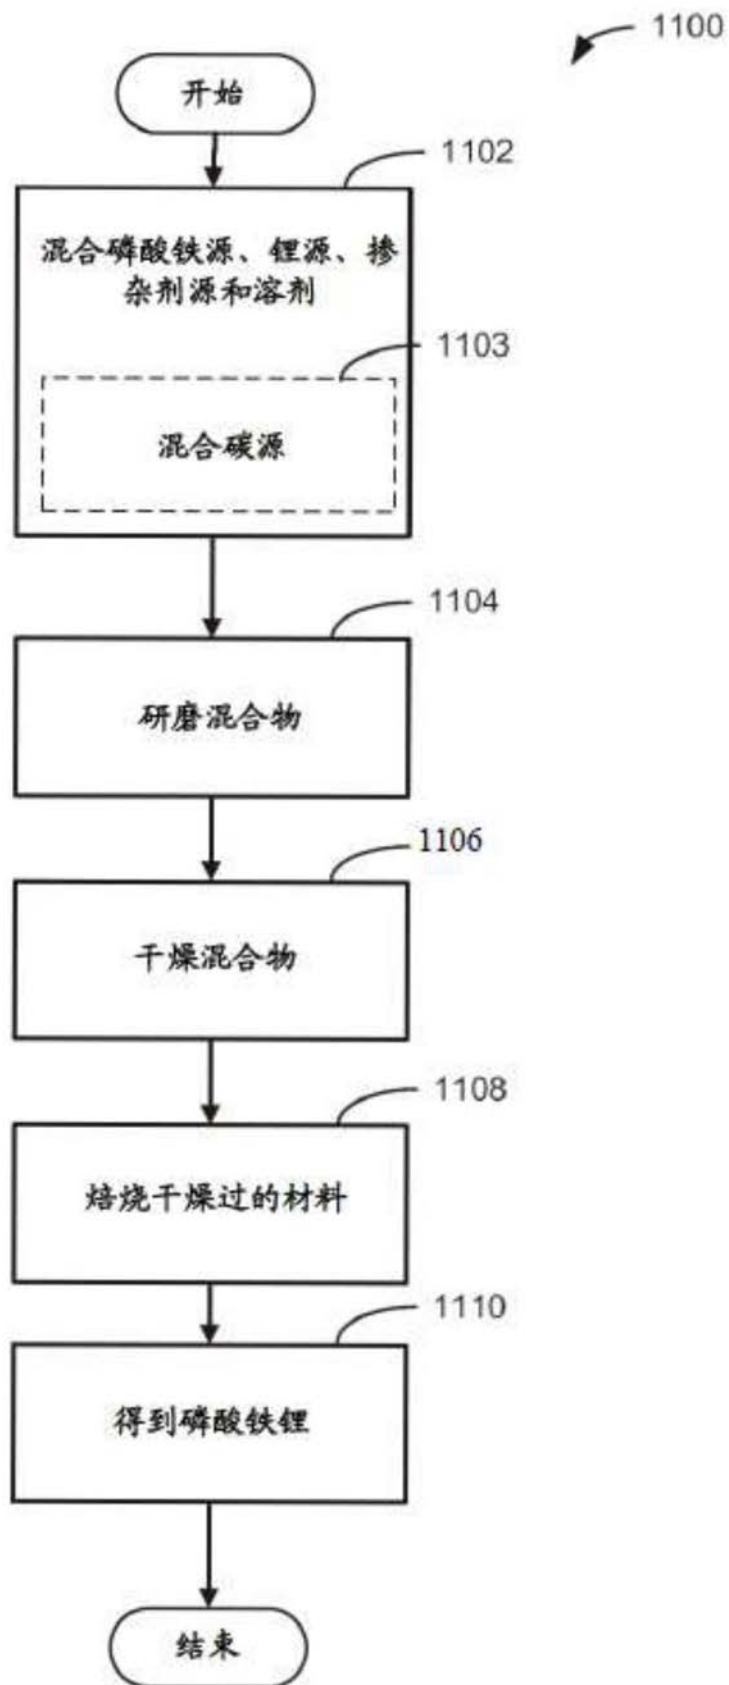 1100
开始
1102
混合磷酸铁源、锂源、掺
杂剂源和溶剂
1103
混合碳源
1104
研磨混合物
1106
干燥混合物
1108
焙烧干燥过的材料
1110
得到磷酸铁锂
结束